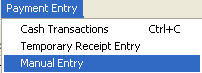 Payment Entry
Cash Transactions Ctrl+C
Temporary Receipt Entry
Manual Entry